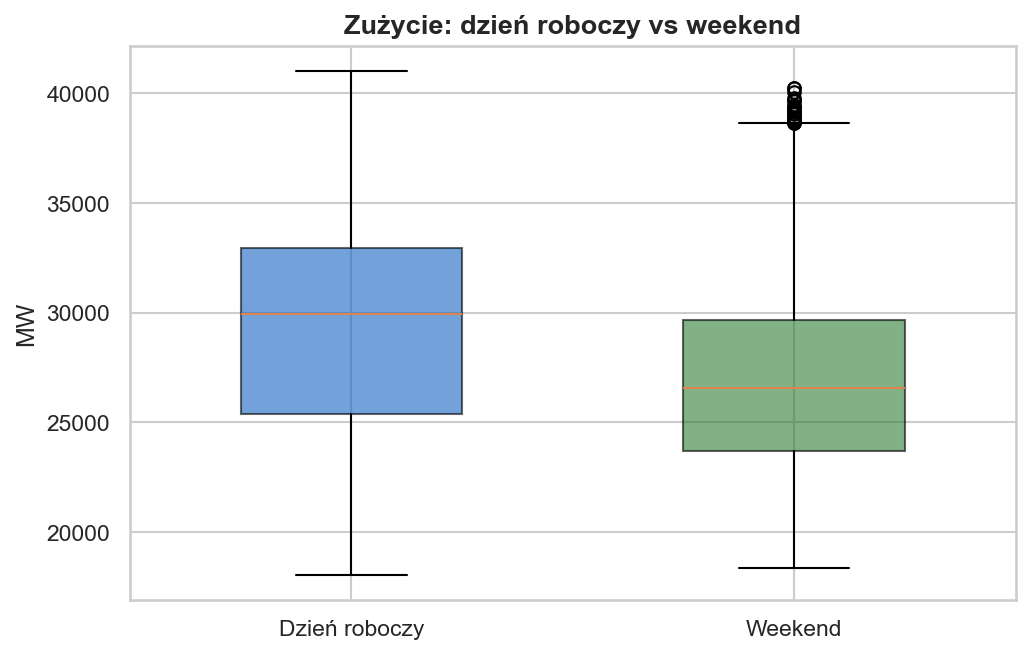 Zużycie: dzień roboczy vs weekend
MW
40000
35000
30000
25000
20000
Dzień roboczy
Weekend